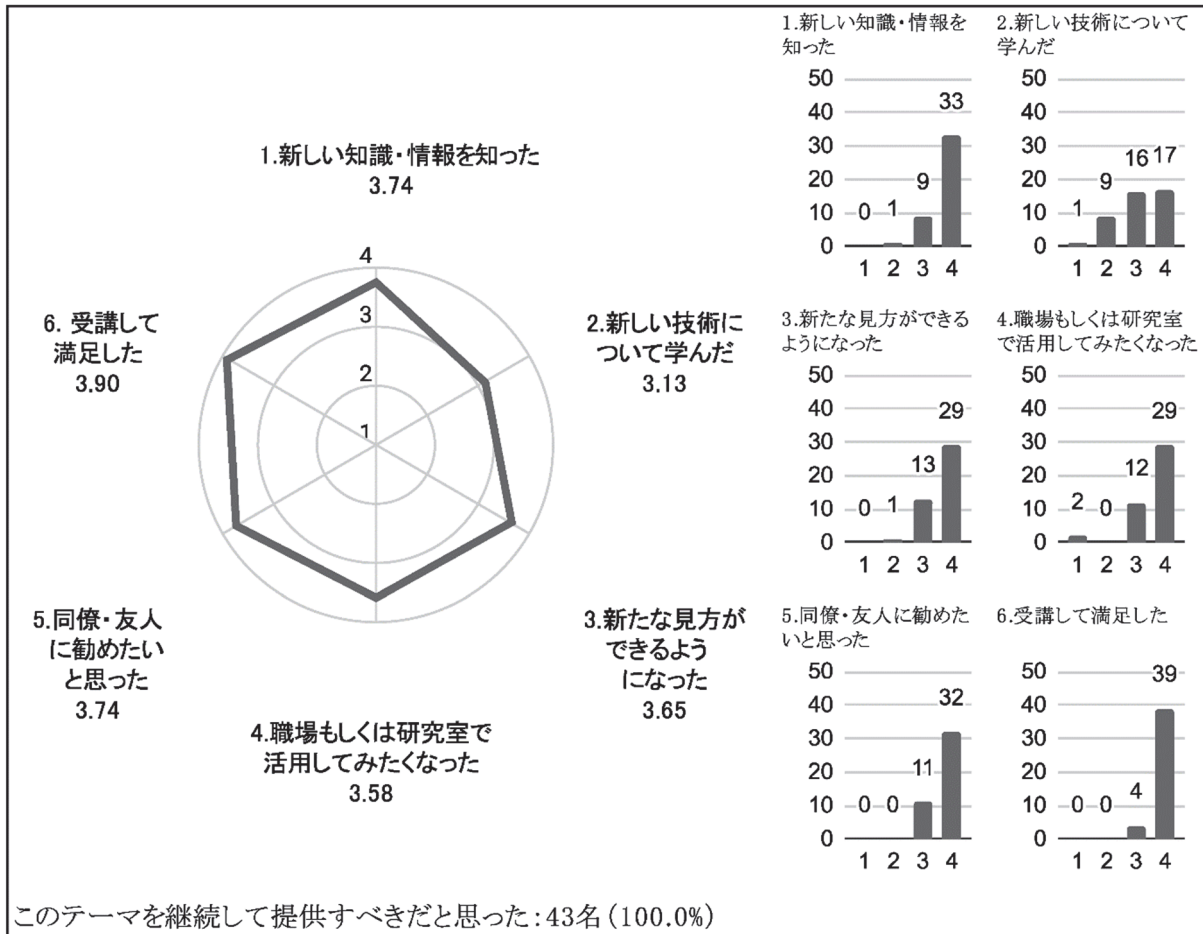 1.新しい知識・情報を知った
3.74
2.新しい技術に
ついて学んだ
3.13
3.新たな見方が
できるよう
になった
3.65
4.職場もしくは研究室で
活用してみたくなった
3.58
5.同僚・友人
に勧めたい
と思った
3.74
6. 受講して
満足した
3.90
4
3
2
1
1.新しい知識・情報を
知った
50
40
30
20
10
0
0
1
9
33
1 2 3 4
2.新しい技術について
学んだ
50
40
30
20
10
0
1
9
16
17
1 2 3 4
3.新たな見方ができる
ようになった
50
40
30
20
10
0
0
1
13
29
1 2 3 4
4.職場もしくは研究室
で活用してみたくなった
50
40
30
20
10
0
2
0
12
29
1 2 3 4
5.同僚・友人に勧めた
いと思った
50
40
30
20
10
0
0
0
11
32
1 2 3 4
6.受講して満足した
50
40
30
20
10
0
0
0
4
39
1 2 3 4
このテーマを継続して提供すべきだと思った:43名(100.0%)